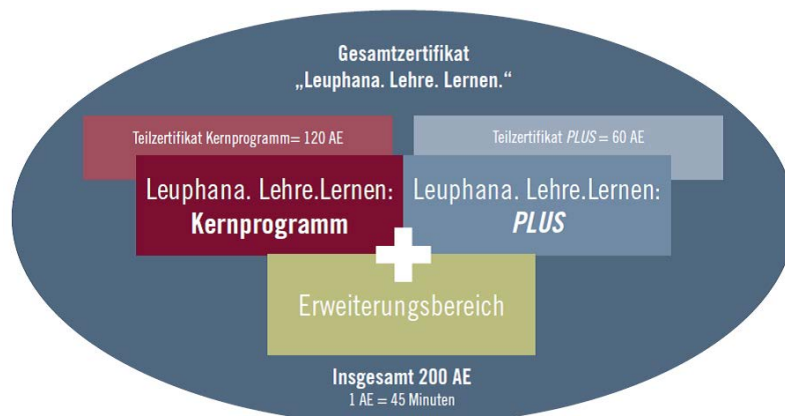 Gesamtzertifikat
„Leuphana. Lehre. Lernen.“
Teilzertifikat Kernprogramm= 120 AE
Teilzertifikat PLUS = 60 AE
Leuphana. Lehre.Lernen:
Kernprogramm
Leuphana. Lehre.Lernen:
PLUS
Erweiterungsbereich
Insgesamt 200 AE
1 AE = 45 Minuten